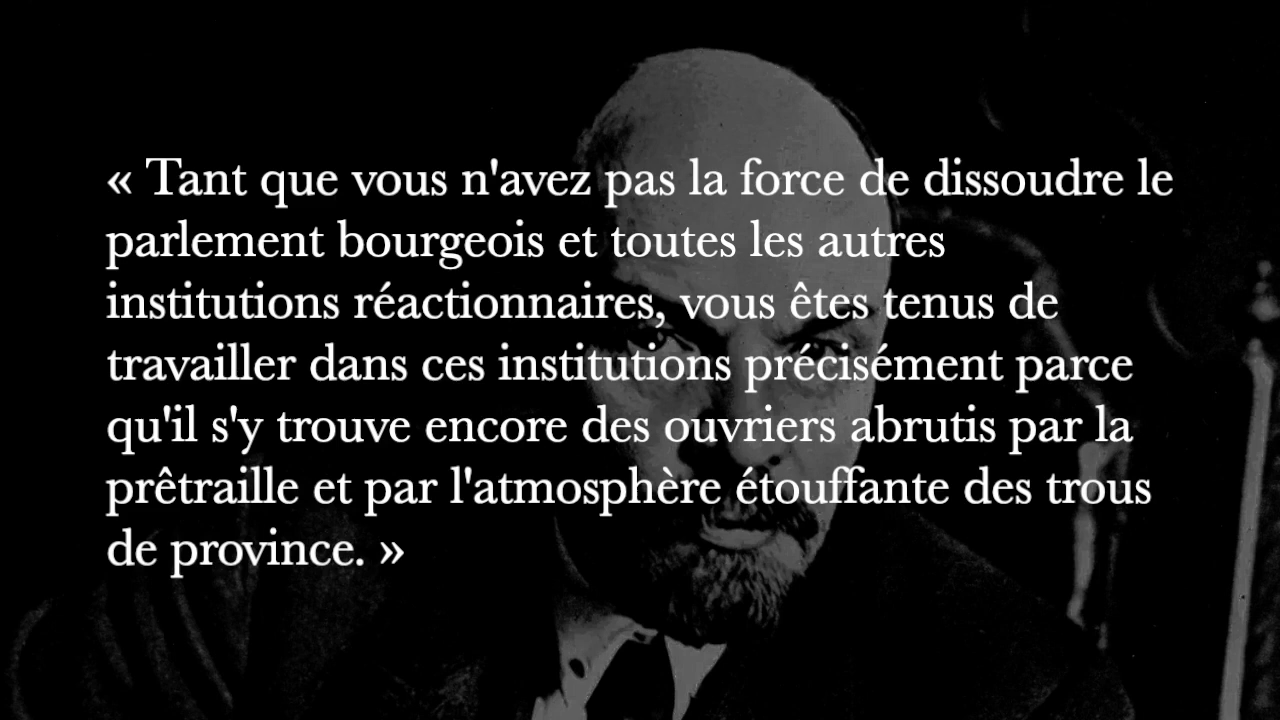 « Tant que vous n'avez pas la force de dissoudre le
parlement bourgeois et toutes les autres
institutions réactionnaires, vous êtes tenus de
travailler dans ces institutions précisément parce
qu'il s'y trouve encore des ouvriers abrutis par la
prêtraille et par l'atmosphère étouffante des trous
de province. »